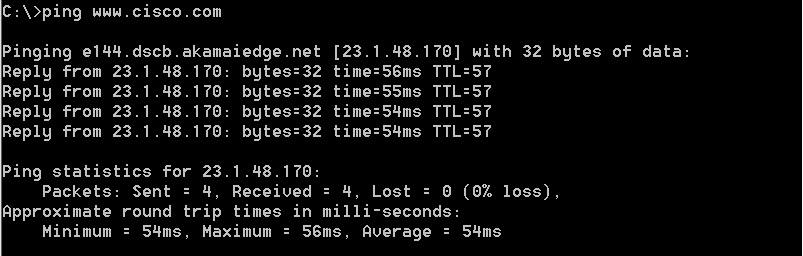 C:\>ping www.cisco.com
Pinging e144.dscb.akamaiedge.net [23.1.48.170] with 32 bytes of data:
Reply from 23.1.48.170: bytes=32 time=56ms TTL=57
Reply from 23.1.48.170: bytes=32 time=55ms TTL=57
Reply from 23.1.48.170: bytes=32 time=54ms TTL=57
Reply from 23.1.48.170: bytes=32 time=54ms TTL=57
Ping statistics for 23.1.48.170:
Packets: Sent = 4, Received = 4, Lost = 0 (0% loss),
Approximate round trip times in milli-seconds:
Minimum = 54ms, Maximum = 56ms, Average = 54ms